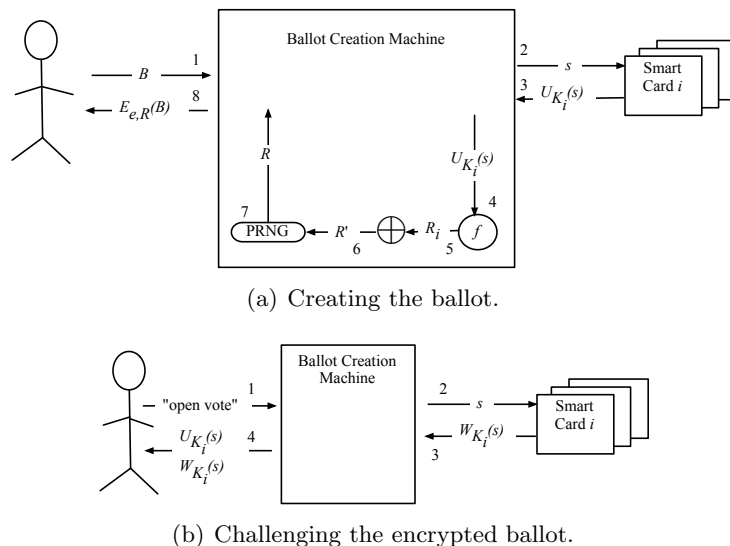 Ballot Creation Machine
1
B
8
E_{e,R}(B)
2
s
3
U_{K_i}(s)
Smart
Card i
R
U_{K_i}(s)
7
PRNG
R'
6
R_i
5
4
f
(a) Creating the ballot.
Ballot Creation
Machine
1
"open vote"
U_{K_i}(s)
4
W_{K_i}(s)
2
s
W_{K_i}(s)
3
Smart
Card i
(b) Challenging the encrypted ballot.